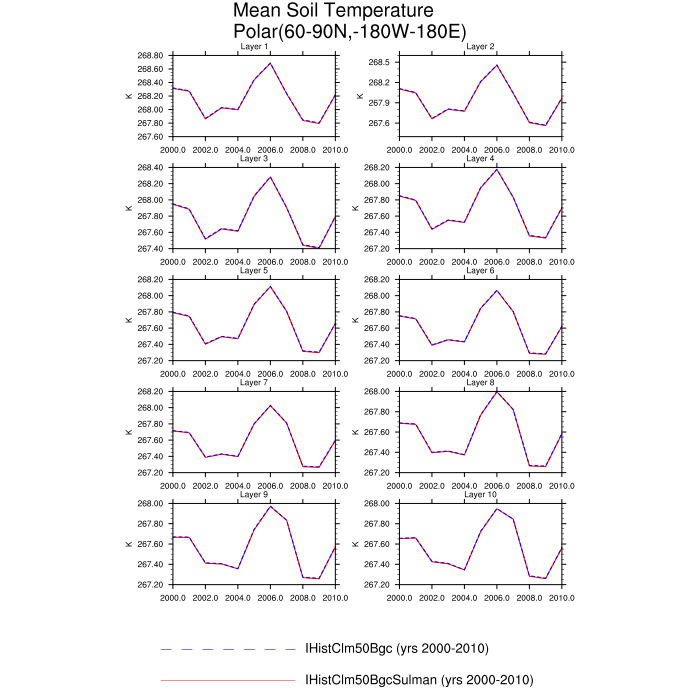 Mean Soil Temperature
Polar(60-90N,-180W-180E)
Layer 1
268.80
268.60
268.40
268.20
268.00
267.80
267.60
K
2000.0 2002.0 2004.0 2006.0 2008.0 2010.0
Layer 2
268.5
268.2
267.9
267.6
K
2000.0 2002.0 2004.0 2006.0 2008.0 2010.0
Layer 3
268.40
268.20
268.00
267.80
267.60
267.40
K
2000.0 2002.0 2004.0 2006.0 2008.0 2010.0
Layer 4
268.20
268.00
267.80
267.60
267.40
267.20
K
2000.0 2002.0 2004.0 2006.0 2008.0 2010.0
Layer 5
268.20
268.00
267.80
267.60
267.40
267.20
K
2000.0 2002.0 2004.0 2006.0 2008.0 2010.0
Layer 6
268.20
268.00
267.80
267.60
267.40
267.20
K
2000.0 2002.0 2004.0 2006.0 2008.0 2010.0
Layer 7
268.20
268.00
267.80
267.60
267.40
267.20
K
2000.0 2002.0 2004.0 2006.0 2008.0 2010.0
Layer 8
268.00
267.80
267.60
267.40
267.20
K
2000.0 2002.0 2004.0 2006.0 2008.0 2010.0
Layer 9
268.00
267.80
267.60
267.40
267.20
K
2000.0 2002.0 2004.0 2006.0 2008.0 2010.0
Layer 10
268.00
267.80
267.60
267.40
267.20
K
2000.0 2002.0 2004.0 2006.0 2008.0 2010.0
IHistClm50Bgc (yrs 2000-2010)
IHistClm50BgcSulman (yrs 2000-2010)